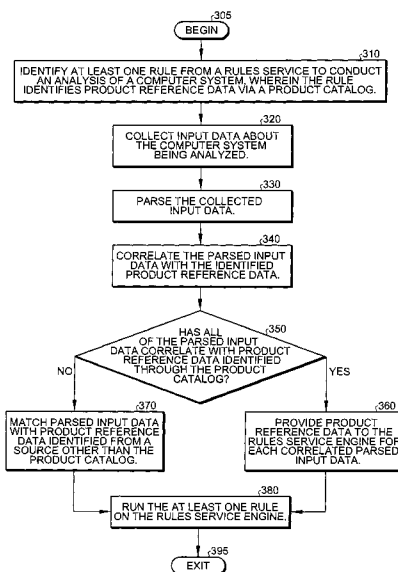 305
BEGIN
310
IDENTIFY AT LEAST ONE RULE FROM A RULES SERVICE TO CONDUCT
AN ANALYSIS OF A COMPUTER SYSTEM, WHEREIN THE RULE
IDENTIFIES PRODUCT REFERENCE DATA VIA A PRODUCT CATALOG.
320
COLLECT INPUT DATA ABOUT
THE COMPUTER SYSTEM
BEING ANALYZED.
330
PARSE THE COLLECTED
INPUT DATA.
340
CORRELATE THE PARSED INPUT
DATA WITH THE IDENTIFIED
PRODUCT REFERENCE DATA.
350
HAS ALL
OF THE PARSED INPUT
DATA CORRELATE WITH PRODUCT
REFERENCE DATA IDENTIFIED
THROUGH THE PRODUCT
CATALOG?
NO
YES
370
MATCH PARSED INPUT DATA
WITH PRODUCT REFERENCE
DATA IDENTIFIED FROM A
SOURCE OTHER THAN THE
PRODUCT CATALOG.
360
PROVIDE PRODUCT
REFERENCE DATA TO THE
RULES SERVICE ENGINE FOR
EACH CORRELATED PARSED
INPUT DATA.
380
RUN THE AT LEAST ONE RULE
ON THE RULES SERVICE ENGINE.
395
EXIT